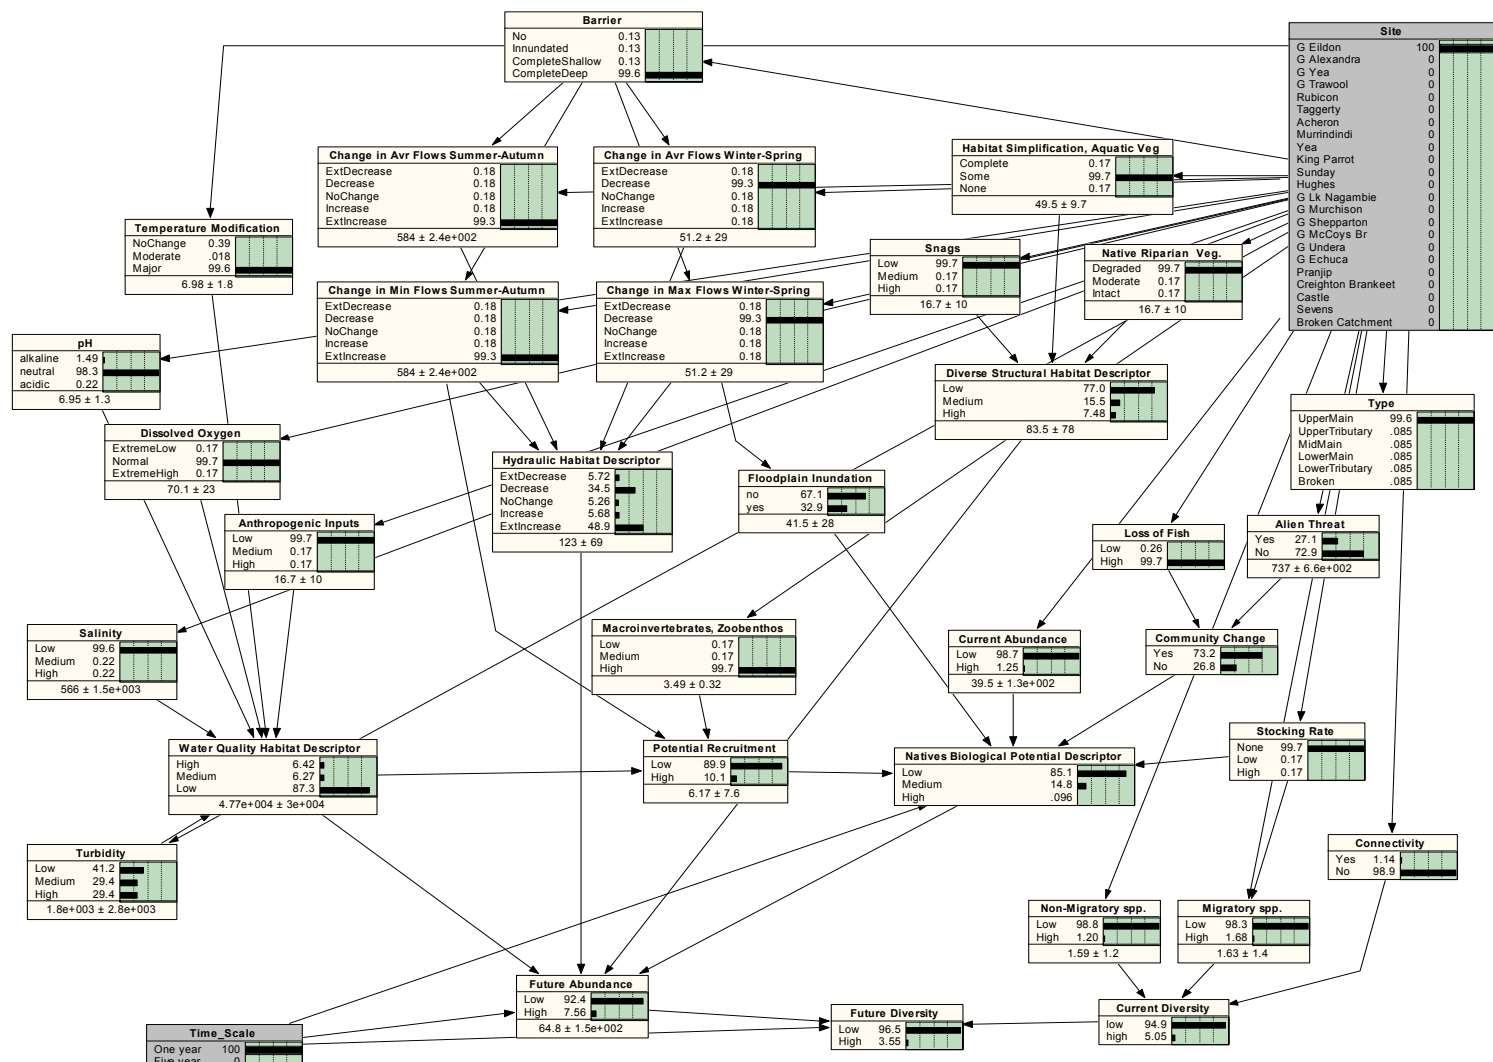 Barrier
No 0.13
Innundated 0.13
CompleteShallow 0.13
CompleteDeep 99.6
Site
G Eildon 100
G Alexandra 0
G Yea 0
G Trawool 0
Rubicon 0
Taggerty 0
Acheron 0
Murrindindi 0
Yea 0
King Parrot 0
Sunday 0
Hughes 0
G Lk Nagambie 0
G Murchison 0
G Shepparton 0
G McCoys Br 0
G Undera 0
G Echuca 0
Pranjip 0
Creighton Brankeet 0
Castle 0
Sevens 0
Broken Catchment 0
Change in Avr Flows Summer-Autumn
ExtDecrease 0.18
Decrease 0.18
NoChange 0.18
Increase 0.18
ExtIncrease 99.3
584 ± 2.4e+002
Change in Avr Flows Winter-Spring
ExtDecrease 0.18
Decrease 99.3
NoChange 0.18
Increase 0.18
ExtIncrease 0.18
51.2 ± 29
Habitat Simplification, Aquatic Veg
Complete 0.17
Some 99.7
None 0.17
49.5 ± 9.7
Temperature Modification
NoChange 0.39
Moderate .018
Major 99.6
6.98 ± 1.8
Snags
Low 99.7
Medium 0.17
High 0.17
16.7 ± 10
Native Riparian Veg.
Degraded 99.7
Moderate 0.17
Intact 0.17
16.7 ± 10
Change in Min Flows Summer-Autumn
ExtDecrease 0.18
Decrease 0.18
NoChange 0.18
Increase 0.18
ExtIncrease 99.3
584 ± 2.4e+002
Change in Max Flows Winter-Spring
ExtDecrease 0.18
Decrease 99.3
NoChange 0.18
Increase 0.18
ExtIncrease 0.18
51.2 ± 29
pH
alkaline 1.49
neutral 98.3
acidic 0.22
6.95 ± 1.3
Diverse Structural Habitat Descriptor
Low 77.0
Medium 15.5
High 7.48
83.5 ± 78
Type
UpperMain 99.6
UpperTributary .085
MidMain .085
LowerMain .085
LowerTributary .085
Broken .085
Dissolved Oxygen
ExtremeLow 0.17
Normal 99.7
ExtremeHigh 0.17
70.1 ± 23
Hydraulic Habitat Descriptor
ExtDecrease 5.72
Decrease 34.5
NoChange 5.26
Increase 5.68
ExtIncrease 48.9
123 ± 69
Floodplain Inundation
no 67.1
yes 32.9
41.5 ± 28
Anthropogenic Inputs
Low 99.7
Medium 0.17
High 0.17
16.7 ± 10
Loss of Fish
Low 0.26
High 99.7
Alien Threat
Yes 27.1
No 72.9
737 ± 6.6e+002
Salinity
Low 99.6
Medium 0.22
High 0.22
566 ± 1.5e+003
Macroinvertebrates, Zoobenthos
Low 0.17
Medium 0.17
High 99.7
3.49 ± 0.32
Current Abundance
Low 98.7
High 1.25
39.5 ± 1.3e+002
Community Change
Yes 73.2
No 26.8
Water Quality Habitat Descriptor
High 6.42
Medium 6.27
Low 87.3
4.77e+004 ± 3e+004
Potential Recruitment
Low 89.9
High 10.1
6.17 ± 7.6
Natives Biological Potential Descriptor
Low 85.1
Medium 14.8
High .096
Stocking Rate
None 99.7
Low 0.17
High 0.17
Turbidity
Low 41.2
Medium 29.4
High 29.4
1.8e+003 ± 2.8e+003
Connectivity
Yes 1.14
No 98.9
Non-Migratory spp.
Low 98.8
High 1.20
1.59 ± 1.2
Migratory spp.
Low 98.3
High 1.68
1.63 ± 1.4
Future Abundance
Low 92.4
High 7.56
64.8 ± 1.5e+002
Future Diversity
Low 96.5
High 3.55
Current Diversity
low 94.9
high 5.05
Time_Scale
One year 100
Five year 0